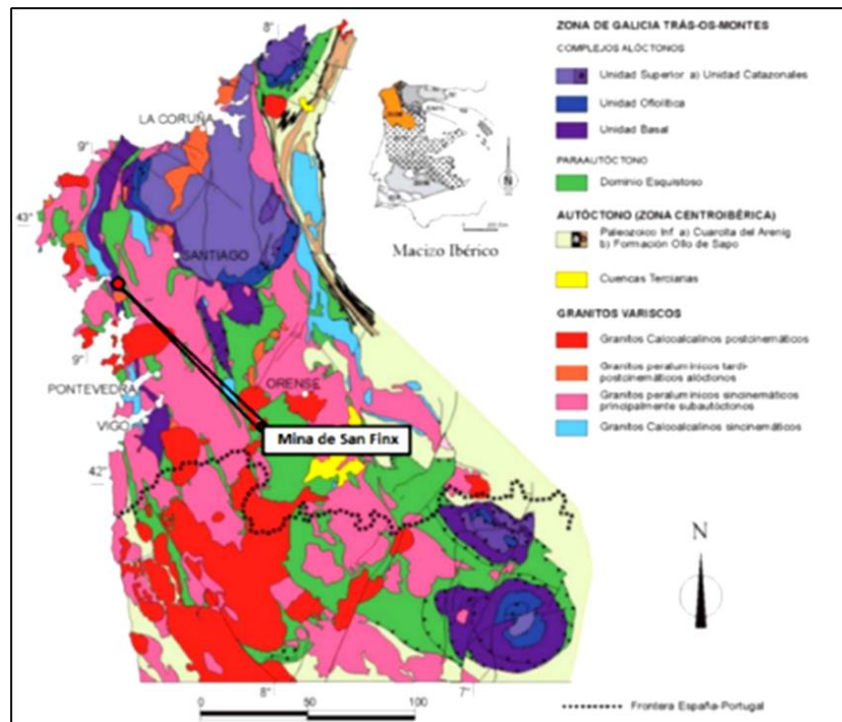 ZONA DE GALICIA TRÁS-OS-MONTES
COMPLEJOS ALÓCTONOS
Unidad Superior a) Unidad Catazonales
Unidad Ofiolítica
Unidad Basal
PARAAUTÓCTONO
Dominio Esquistoso
AUTÓCTONO (ZONA CENTROIBÉRICA)
Paleozoico Inf a) Cuarcita del Arenig
b) Formación Ollo de Sapo
Cuencas Terciarias
GRANITOS VARISCOS
Granitos Calcoalcalinos postcinemáticos
Granitos peralumínicos tardi-
postcinemáticos alóctonos
Granitos peralumínicos sincinemáticos
principalmente subautóctonos
Granitos Calcoalcalinos sincinemáticos
8°
LA CORUÑA
9°
43°
SANTIAGO
N
Macizo Ibérico
9°
PONTEVEDRA
ORENSE
VIGO
Mina de San Finx
42°
N
8°
7°
0
50
100
Frontera España-Portugal